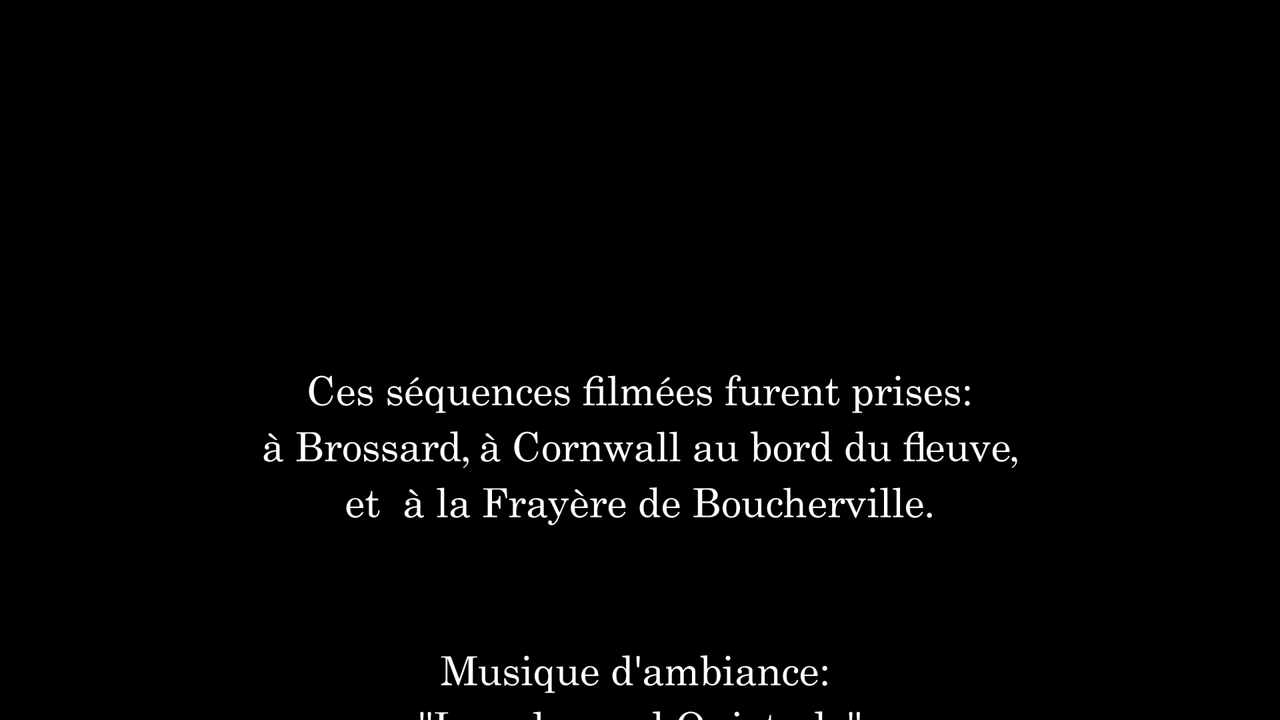 Ces séquences filmées furent prises:
à Brossard, à Cornwall au bord du fleuve,
et  à la Frayère de Boucherville.
Musique d'ambiance: